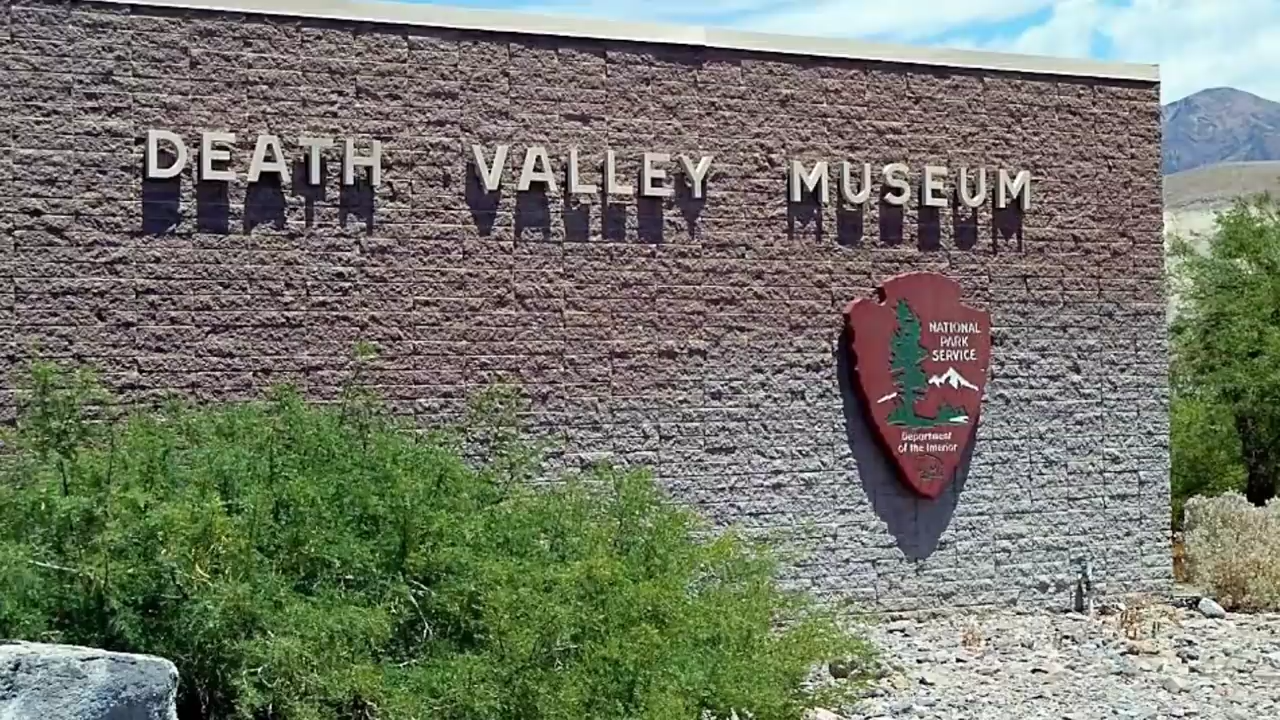 DEATH VALLEY MUSEUM
NATIONAL
PARK
SERVICE
Department
of the Interior